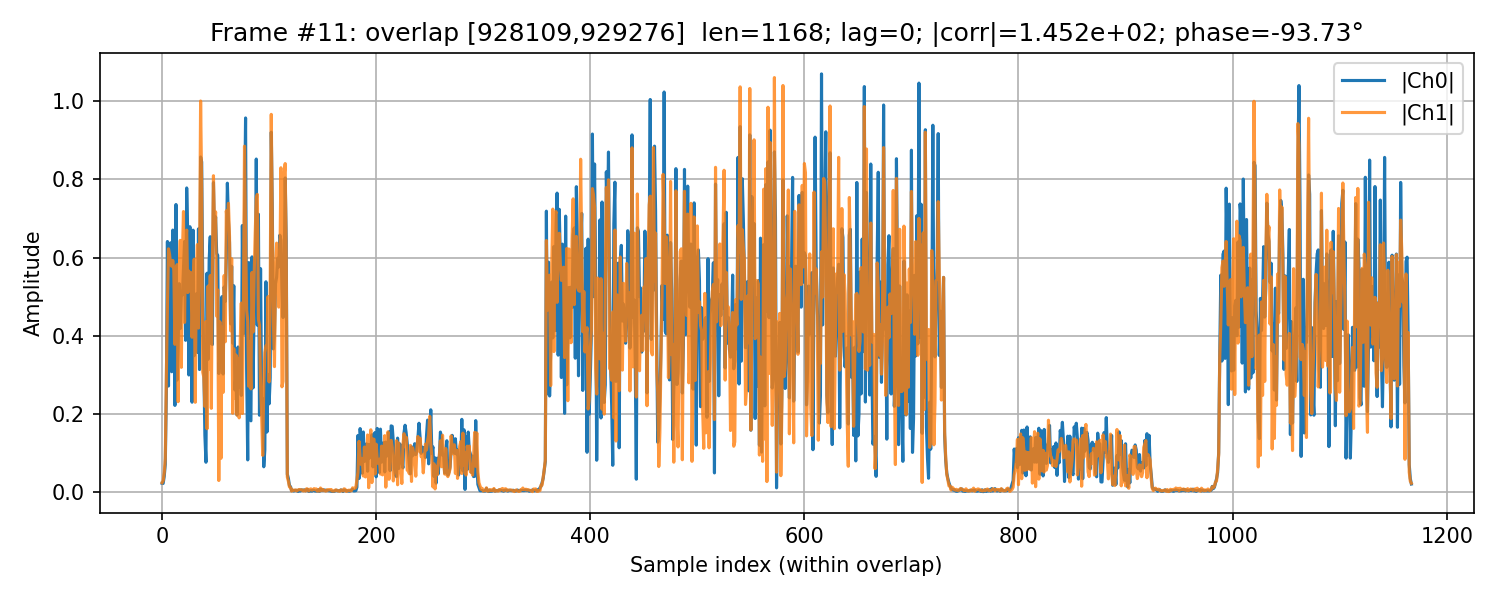 Frame #11: overlap [928109,929276]  len=1168; lag=0; |corr|=1.452e+02; phase=-93.73°
|Ch0|
|Ch1|
Amplitude
1.0
0.8
0.6
0.4
0.2
0.0
0 200 400 600 800 1000 1200
Sample index (within overlap)